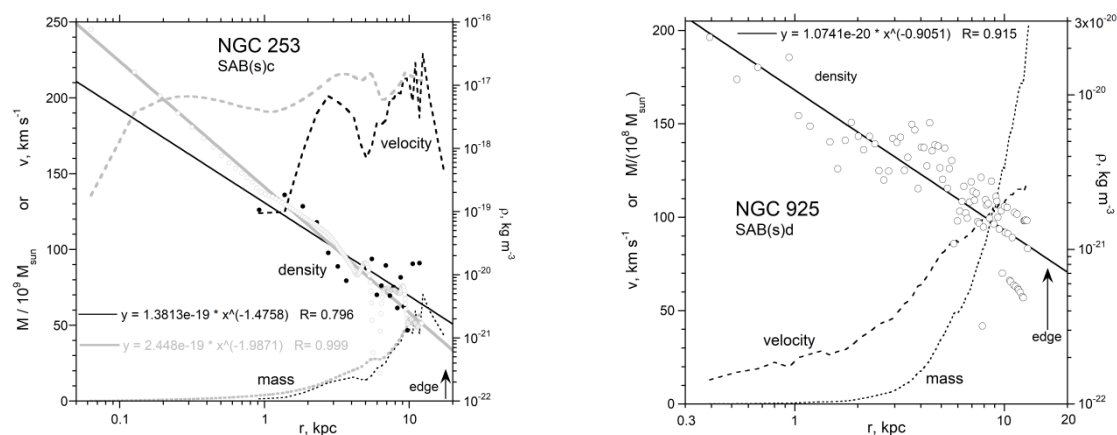 NGC 253
SAB(s)c
velocity
density
y = 1.3813e-19 * x^(-1.4758) R= 0.796
y = 2.448e-19 * x^(-1.9871) R= 0.999
mass
edge
250
200
150
100
50
0
M / 10⁹ M_sun or v, km s⁻¹
0.1 1 10
r, kpc
10⁻¹⁶
10⁻¹⁷
10⁻¹⁸
10⁻¹⁹
10⁻²⁰
10⁻²¹
10⁻²²
ρ, kg m⁻³
y = 1.0741e-20 * x^(-0.9051) R= 0.915
density
NGC 925
SAB(s)d
velocity
mass
edge
200
150
100
50
0
v, km s⁻¹ or M/(10⁸ M_sun)
0.3 1 10 20
r, kpc
3x10⁻²⁰
10⁻²⁰
10⁻²¹
10⁻²²
ρ, kg m⁻³